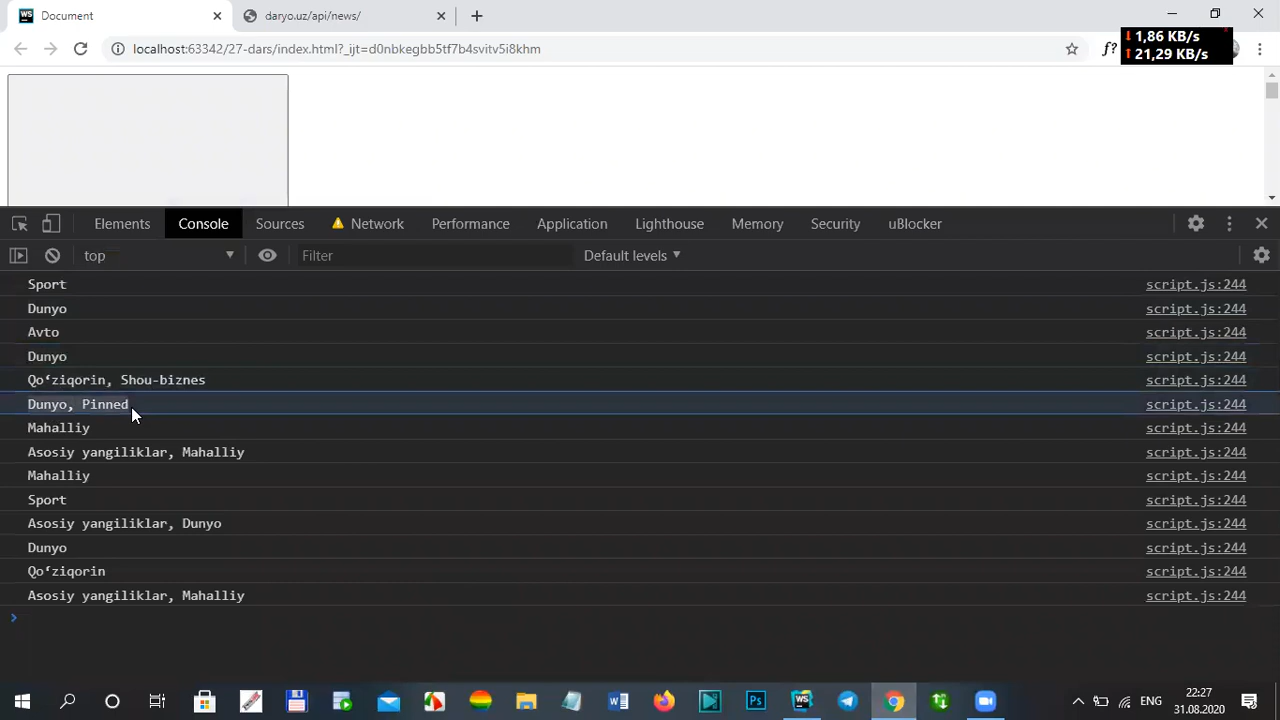 Document
daryo.uz/api/news/
localhost:63342/27-dars/index.html?_ijt=d0nbkegbb5tf7b4svitv5i8khm
f?
1,86 KB/s
21,29 KB/s
Elements Console Sources Network Performance Application Lighthouse Memory Security uBlocker
top Filter Default levels
Sport script.js:244
Dunyo script.js:244
Avto script.js:244
Dunyo script.js:244
Qoʻziqorin, Shou-biznes script.js:244
Dunyo, Pinned script.js:244
Mahalliy script.js:244
Asosiy yangiliklar, Mahalliy script.js:244
Mahalliy script.js:244
Sport script.js:244
Asosiy yangiliklar, Dunyo script.js:244
Dunyo script.js:244
Qoʻziqorin script.js:244
Asosiy yangiliklar, Mahalliy script.js:244
ENG
22:27
31.08.2020